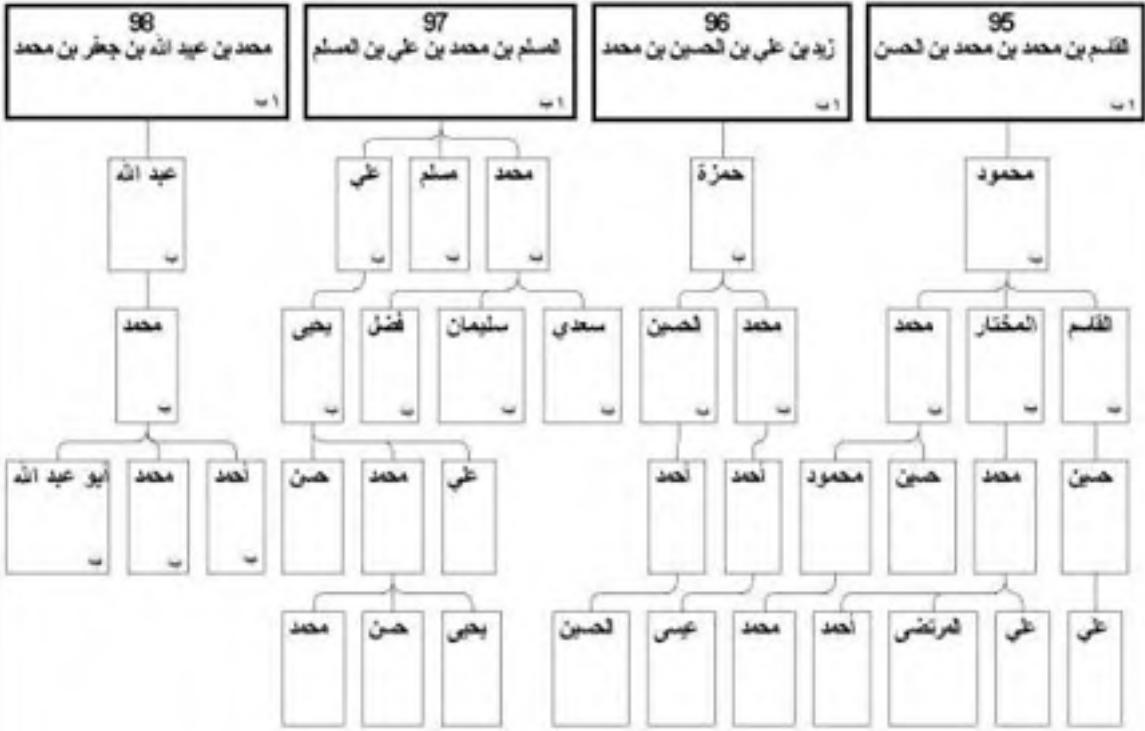 95
القاسم بن محمد بن محمد بن الحسن
ا ب
96
زيد بن علي بن الحسين بن محمد
ا ب
97
المسلم بن محمد بن علي بن المسلم
ا ب
98
محمد بن عبيد الله بن جعفر بن محمد
ا ب
محمود
ب
حمزة
ب
محمد
ب
مسلم
ب
علي
ب
عبد الله
ب
القاسم
ب
المختار
ب
محمد
ب
محمد
ب
الحسين
ب
سعدي
ب
سليمان
ب
فضل
ب
يحيى
ب
محمد
ب
حسين
محمد
حسين
محمود
أحمد
أحمد
علي
محمد
حسن
أحمد
ب
محمد
ب
أبو عبد الله
ب
علي
علي
المرتضى
أحمد
محمد
عيسى
الحسين
يحيى
حسن
محمد